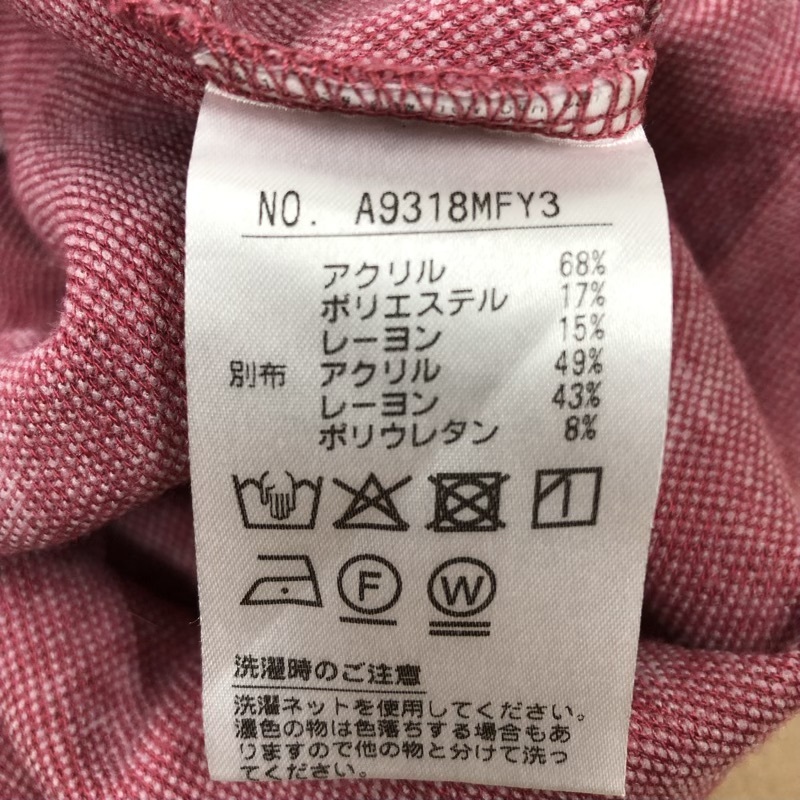 NO. A9318MFY3
アクリル 68%
ポリエステル 17%
レーヨン 15%
別布 アクリル 49%
レーヨン 43%
ポリウレタン 8%
F W
洗濯時のご注意
洗濯ネットを使用してください。
濃色の物は色落ちする場合もあ
りますので他の物と分けて洗っ
てください。